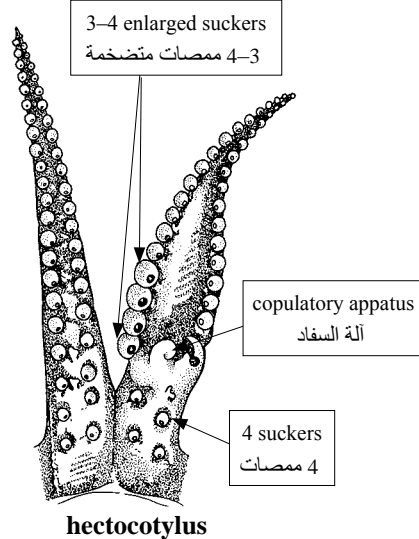 3–4 enlarged suckers
3–4 ممصات متضخمة
copulatory appatus
آلة السفاد
4 suckers
4 ممصات
hectocotylus